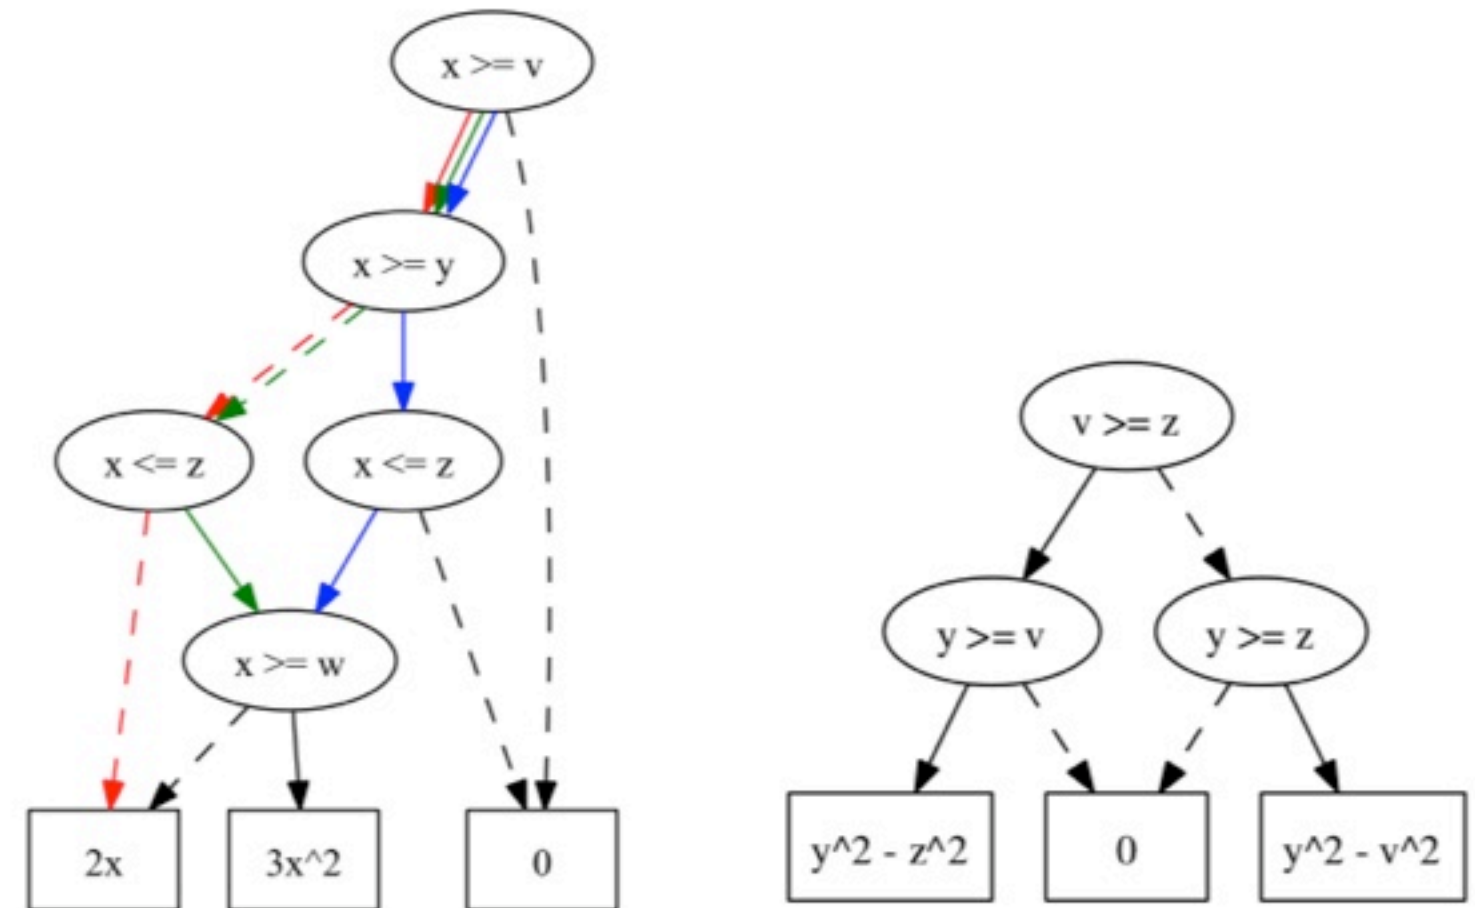 x >= v
x >= y
x <= z
x <= z
x >= w
2x
3x^2
0
v >= z
y >= v
y >= z
y^2 - z^2
0
y^2 - v^2